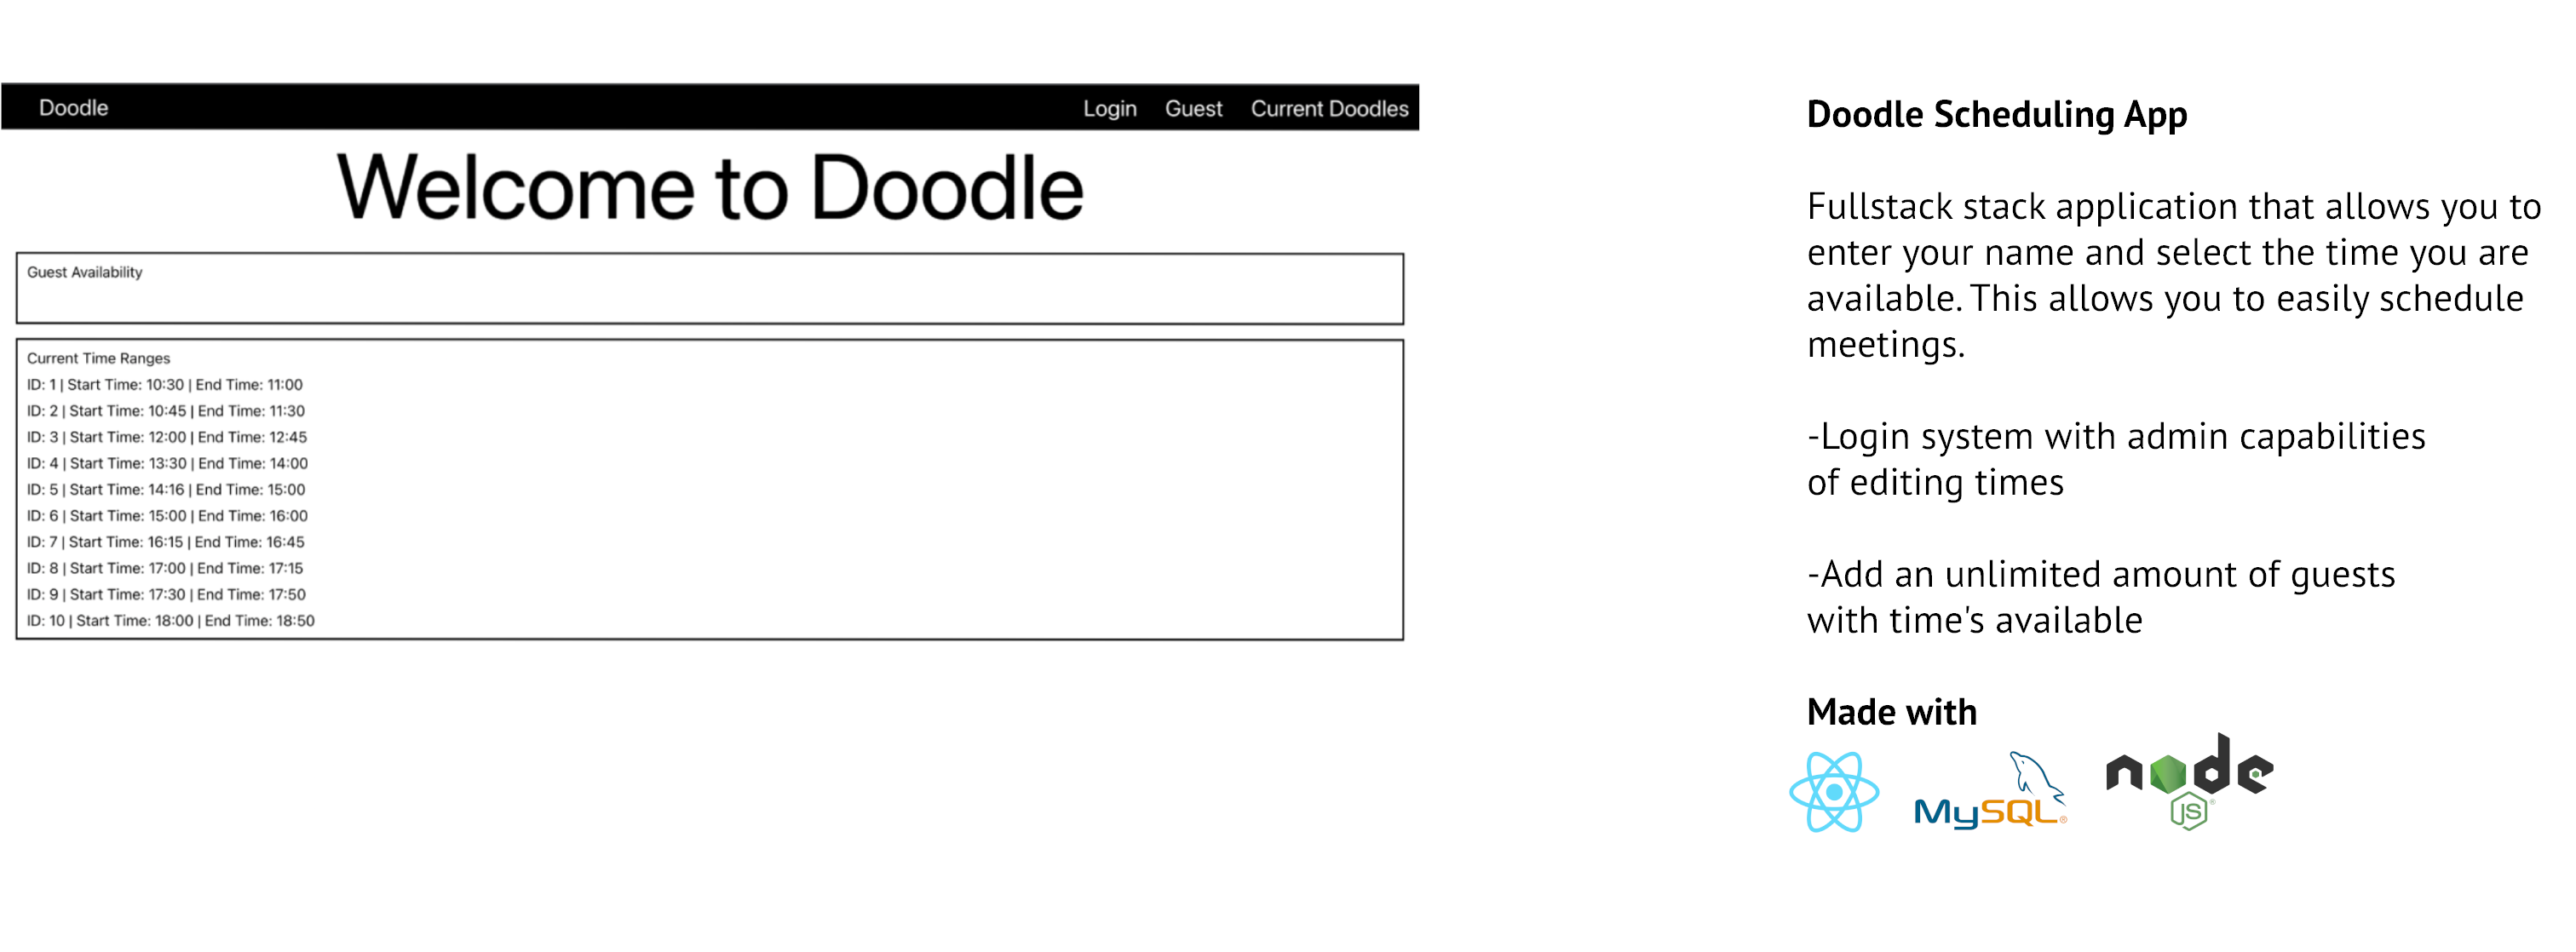 Doodle
Login Guest Current Doodles
Welcome to Doodle
Guest Availability
Current Time Ranges
ID: 1 | Start Time: 10:30 | End Time: 11:00
ID: 2 | Start Time: 10:45 | End Time: 11:30
ID: 3 | Start Time: 12:00 | End Time: 12:45
ID: 4 | Start Time: 13:30 | End Time: 14:00
ID: 5 | Start Time: 14:16 | End Time: 15:00
ID: 6 | Start Time: 15:00 | End Time: 16:00
ID: 7 | Start Time: 16:15 | End Time: 16:45
ID: 8 | Start Time: 17:00 | End Time: 17:15
ID: 9 | Start Time: 17:30 | End Time: 17:50
ID: 10 | Start Time: 18:00 | End Time: 18:50
Doodle Scheduling App
Fullstack stack application that allows you to
enter your name and select the time you are
available. This allows you to easily schedule
meetings.
-Login system with admin capabilities
of editing times
-Add an unlimited amount of guests
with time's available
Made with
MySQL®
node
JS®